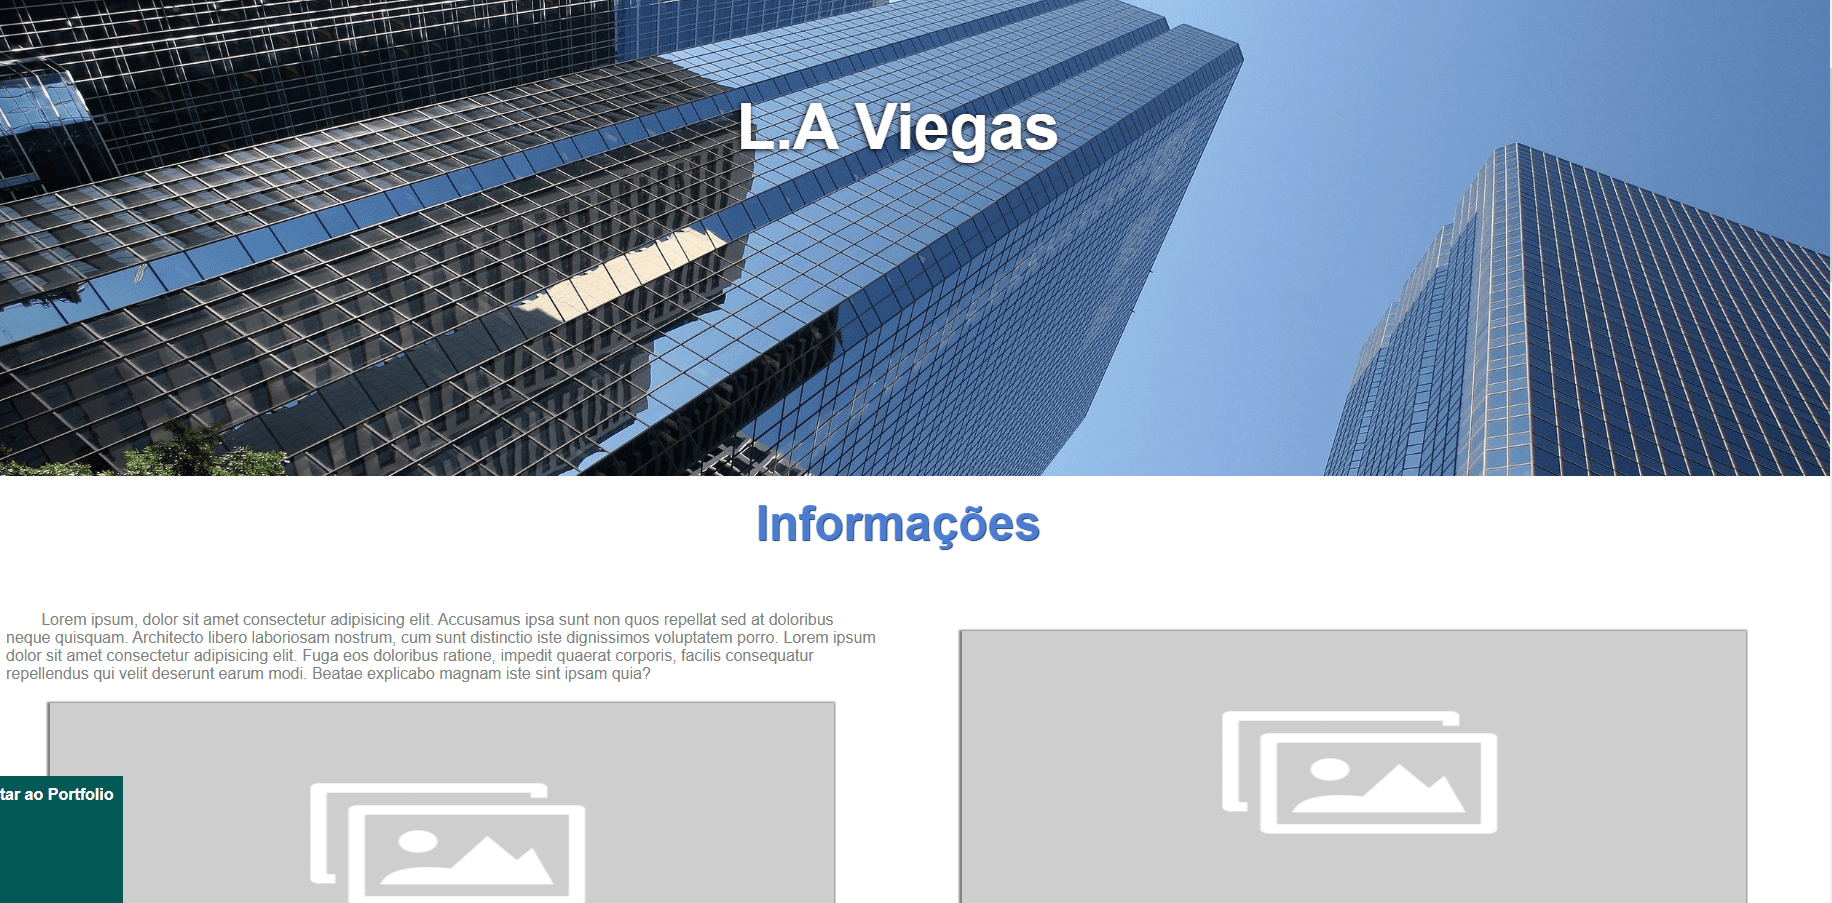 L.A Viegas
Informações
Lorem ipsum, dolor sit amet consectetur adipisicing elit. Accusamus ipsa sunt non quos repellat sed at doloribus
neque quisquam. Architecto libero laboriosam nostrum, cum sunt distinctio iste dignissimos voluptatem porro. Lorem ipsum
dolor sit amet consectetur adipisicing elit. Fuga eos doloribus ratione, impedit quaerat corporis, facilis consequatur
repellendus qui velit deserunt earum modi. Beatae explicabo magnam iste sint ipsam quia?
tar ao Portfolio